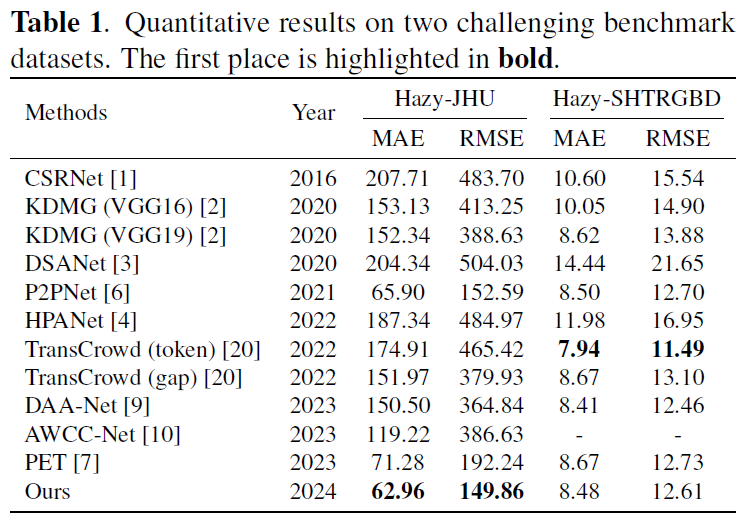 Table 1. Quantitative results on two challenging benchmark
datasets. The first place is highlighted in bold.
Methods Year Hazy-JHU Hazy-SHTRGBD
MAE RMSE MAE RMSE
CSRNet [1] 2016 207.71 483.70 10.60 15.54
KDMG (VGG16) [2] 2020 153.13 413.25 10.05 14.90
KDMG (VGG19) [2] 2020 152.34 388.63 8.62 13.88
DSANet [3] 2020 204.34 504.03 14.44 21.65
P2PNet [6] 2021 65.90 152.59 8.50 12.70
HPANet [4] 2022 187.34 484.97 11.98 16.95
TransCrowd (token) [20] 2022 174.91 465.42 7.94 11.49
TransCrowd (gap) [20] 2022 151.97 379.93 8.67 13.10
DAA-Net [9] 2023 150.50 364.84 8.41 12.46
AWCC-Net [10] 2023 119.22 386.63 - -
PET [7] 2023 71.28 192.24 8.67 12.73
Ours 2024 62.96 149.86 8.48 12.61